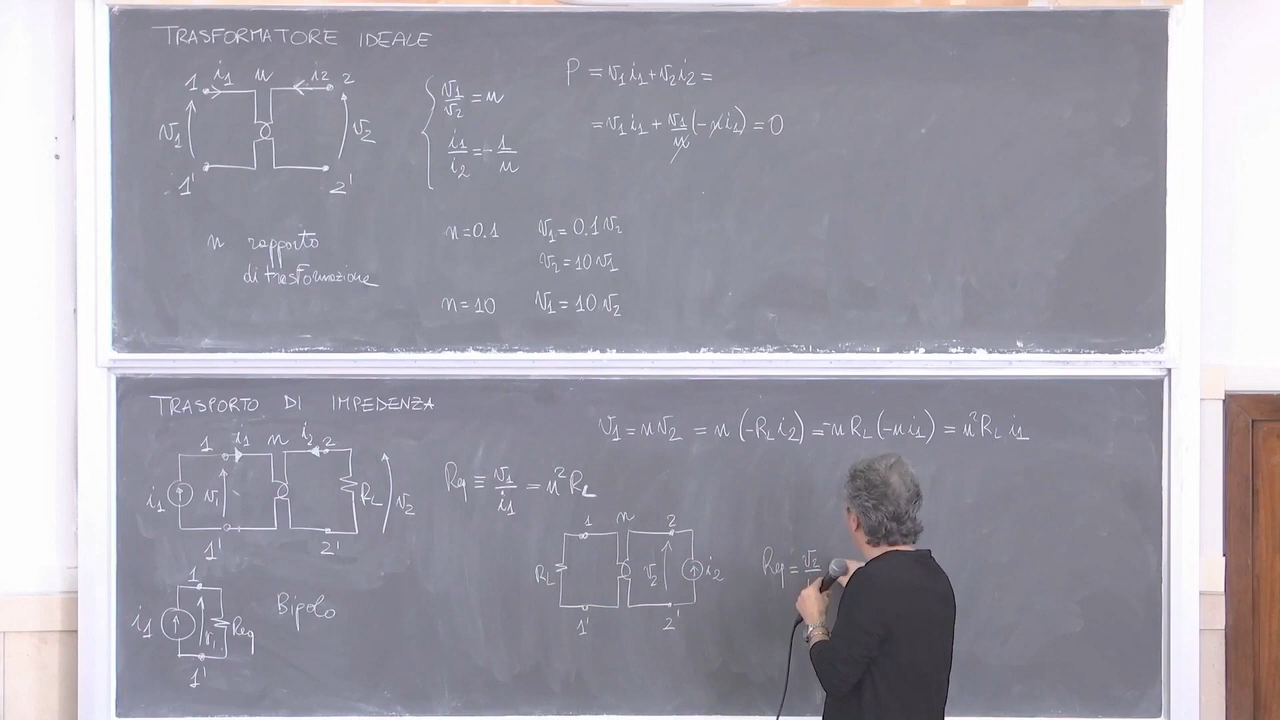 TRASFORMATORE IDEALE
1 i₁ n i₂ 2
v₁ v₂
1' 2'
n rapporto
di trasformazione
v₁/v₂ = n
i₁/i₂ = -1/n
n=0.1 v₁ = 0.1 v₂
v₂ = 10 v₁
n=10 v₁ = 10 v₂
P = v₁i₁ + v₂i₂ =
= v₁i₁ + v₁/n (-n i₁) = 0
TRASPORTO DI IMPEDENZA
1 i₁ n i₂ 2
i₁ v₁ R_L v₂
1' 2'
1
i₁ v₁ Req
1'
Bipolo
Req ≡ v₁/i₁ = n²R_L
v₁ = n v₂ = n (-R_L i₂) = -n R_L (-n i₁) = n² R_L i₁
1 n 2
R_L v₂ i₂
1' 2'
Req = v₂